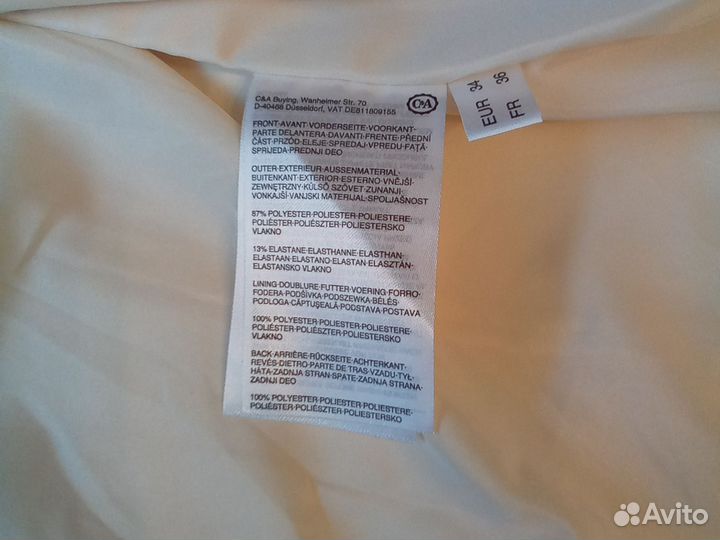 C&A Buying, Wanheimer Str. 70
D-40468 Düsseldorf, VAT DE811809155
C&A
FRONT·AVANT·VORDERSEITE·VOORKANT·
PARTE DELANTERA·DAVANTI·FRENTE·PŘEDNÍ
ČÁST·PRZÓD·ELEJE·SPREDAJ·VPREDU·FAȚĂ·
SPRIJEDA·PREDNJI DEO
OUTER·EXTERIEUR·AUSSENMATERIAL·
BUITENKANT·EXTERIOR·ESTERNO·VNĚJŠÍ·
ZEWNĘTRZNY·KÜLSŐ SZÖVET·ZUNANJI·
VONKAJŠÍ·VANJSKI MATERIJAL·SPOLJAŠNOST
87% POLYESTER·POLIESTER·POLIESTERE·
POLIÉSTER·POLIÉSZTER·POLIESTERSKO
VLAKNO
13% ELASTANE·ELASTHANNE·ELASTHAN·
ELASTAAN·ELASTANO·ELASTAN·ELASZTÁN·
ELASTANSKO VLAKNO
LINING·DOUBLURE·FUTTER·VOERING·FORRO·
FODERA·PODŠÍVKA·PODSZEWKA·BÉLÉS·
PODLOGA·CĂPTUȘEALĂ·PODSTAVA·POSTAVA
100% POLYESTER·POLIESTER·POLIESTERE·
POLIÉSTER·POLIÉSZTER·POLIESTERSKO
VLAKNO
BACK·ARRIÈRE·RÜCKSEITE·ACHTERKANT·
REVÉS·DIETRO·PARTE DE TRAS·VZADU·TYŁ·
HÁTA·ZADNJA STRAN·SPATE·ZADNJA STRANA·
ZADNJI DEO
100% POLYESTER·POLIESTER·POLIESTERE·
POLIÉSTER·POLIÉSZTER·POLIESTERSKO
EUR 34
FR 36
Avito